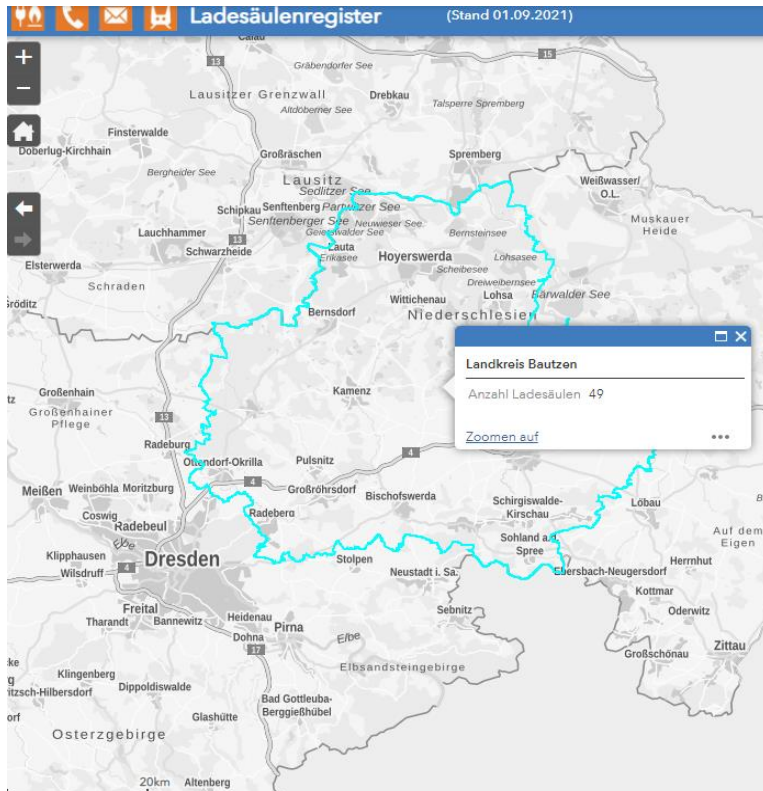 Ladesäulenregister (Stand 01.09.2021)
Calau
13
15
Gräbendorfer See
Lausitzer Grenzwall
Drebkau
Altdöberner See
Talsperre Spremberg
Finsterwalde
Doberlug-Kirchhain
Großräschen
Spremberg
Bergheider See
Lausitz
Sedlitzer See
Weißwasser/
O.L.
Schipkau
Senftenberg
Partwitzer See
Senftenberger See
Neuwieser See
Geierswalder See
Muskauer
Heide
Lauchhammer
13
Bernsteinsee
Schwarzheide
Lauta
Erikasee
Hoyerswerda
Lohsasee
Scheibesee
Elsterwerda
Dreiweibernsee
Schraden
Wittichenau
Lohsa
Bärwalder See
Gröditz
Bernsdorf
Niederschlesien
Landkreis Bautzen
Anzahl Ladesäulen 49
Zoomen auf
Kamenz
Großenhain
Großenhainer
Pflege
13
Radeburg
4
Ottendorf-Okrilla
Pulsnitz
4
Meißen
Weinböhla
Moritzburg
Großröhrsdorf
Bischofswerda
Schirgiswalde-
Kirschau
Löbau
Coswig
Radebeul
Radeberg
Auf dem
Eigen
Elbe
Sohland a.d.
Spree
Klipphausen
Dresden
Stolpen
Herrnhut
Wilsdruff
4
Neustadt i. Sa.
Ebersbach-Neugersdorf
Kottmar
Freital
Sebnitz
Oderwitz
Tharandt
Bannewitz
Heidenau
Pirna
Dohna
Elbe
Zittau
17
Großschönau
Elbsandsteingebirge
Klingenberg
Dippoldiswalde
Bad Gottleuba-
Berggießhübel
Glashütte
Osterzgebirge
20km
Altenberg